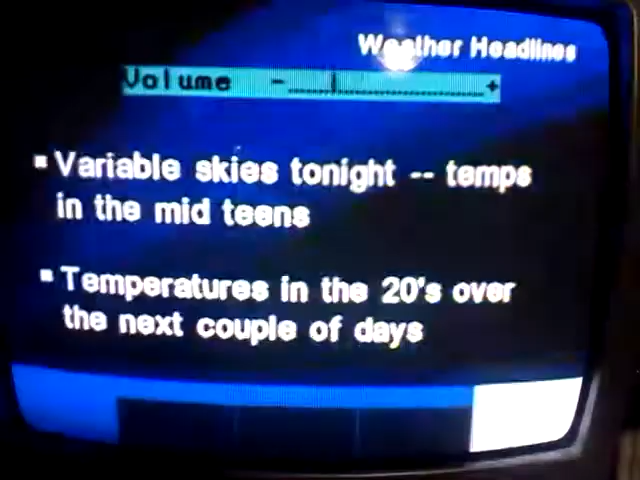 Weather Headlines
Volume - +
▪ Variable skies tonight -- temps
in the mid teens
▪ Temperatures in the 20's over
the next couple of days